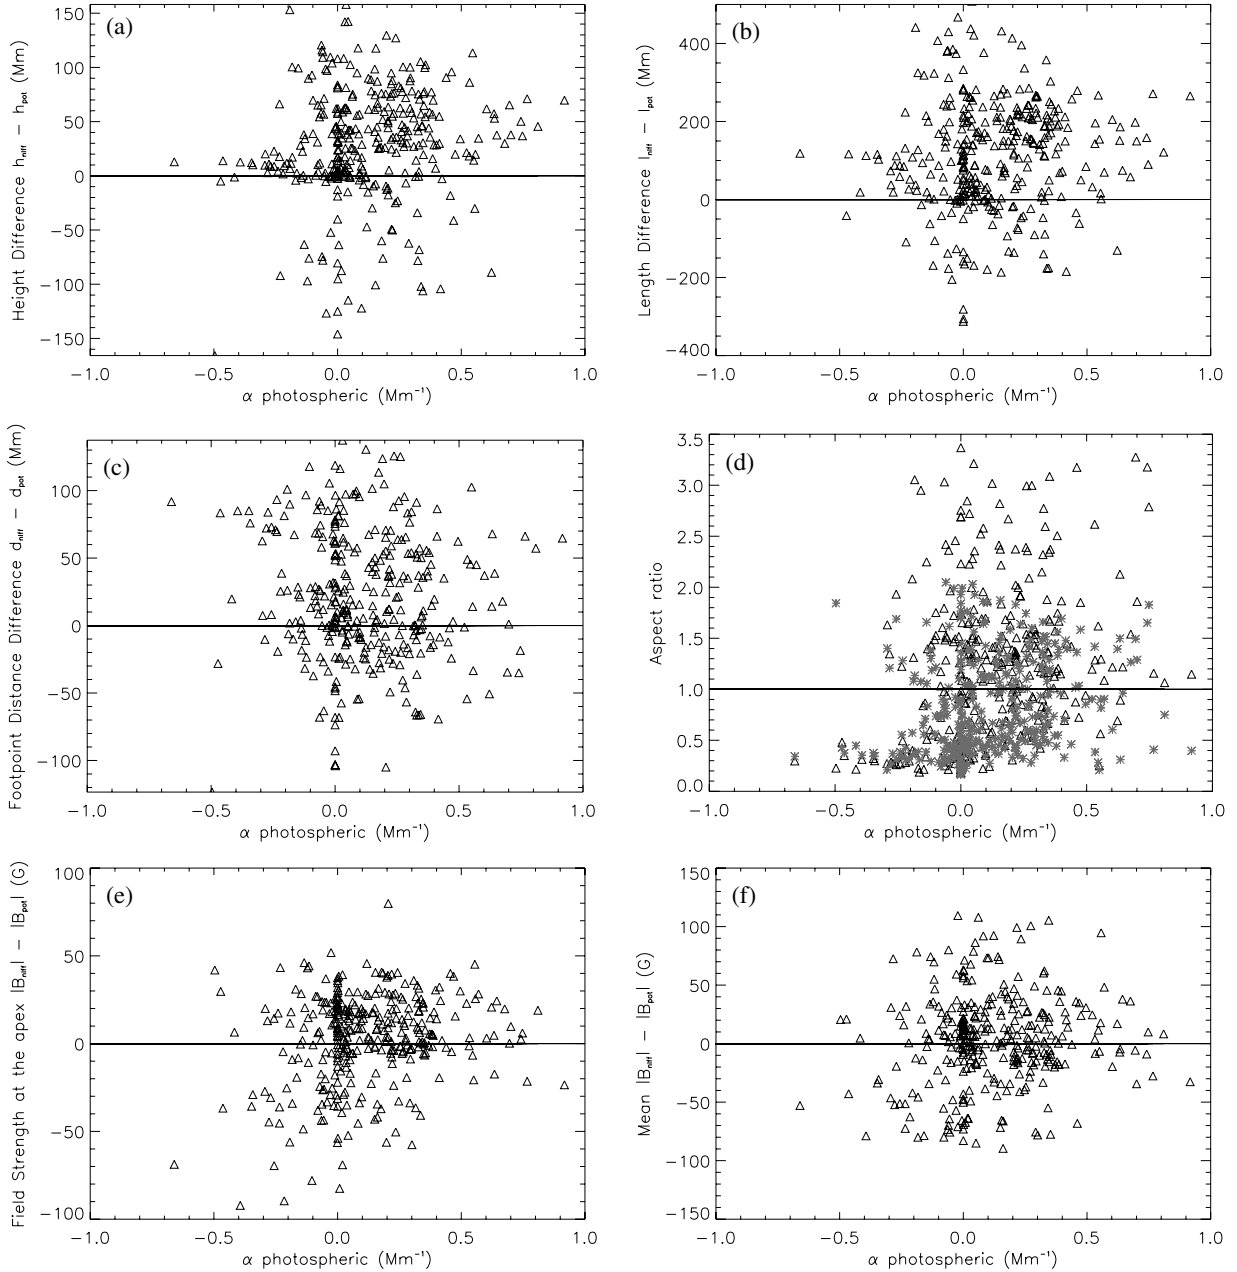 (a)
Height Difference h_nlff − h_pot (Mm)
150
100
50
0
−50
−100
−150
−1.0 −0.5 0.0 0.5 1.0
α photospheric (Mm⁻¹)
(b)
Length Difference l_nlff − l_pot (Mm)
400
200
0
−200
−400
−1.0 −0.5 0.0 0.5 1.0
α photospheric (Mm⁻¹)
(c)
Footpoint Distance Difference d_nlff − d_pot (Mm)
100
50
0
−50
−100
−1.0 −0.5 0.0 0.5 1.0
α photospheric (Mm⁻¹)
(d)
Aspect ratio
3.5
3.0
2.5
2.0
1.5
1.0
0.5
0.0
−1.0 −0.5 0.0 0.5 1.0
α photospheric (Mm⁻¹)
(e)
Field Strength at the apex |B_nlff| − |B_pot| (G)
100
50
0
−50
−100
−1.0 −0.5 0.0 0.5 1.0
α photospheric (Mm⁻¹)
(f)
Mean |B_nlff| − |B_pot| (G)
150
100
50
0
−50
−100
−150
−1.0 −0.5 0.0 0.5 1.0
α photospheric (Mm⁻¹)